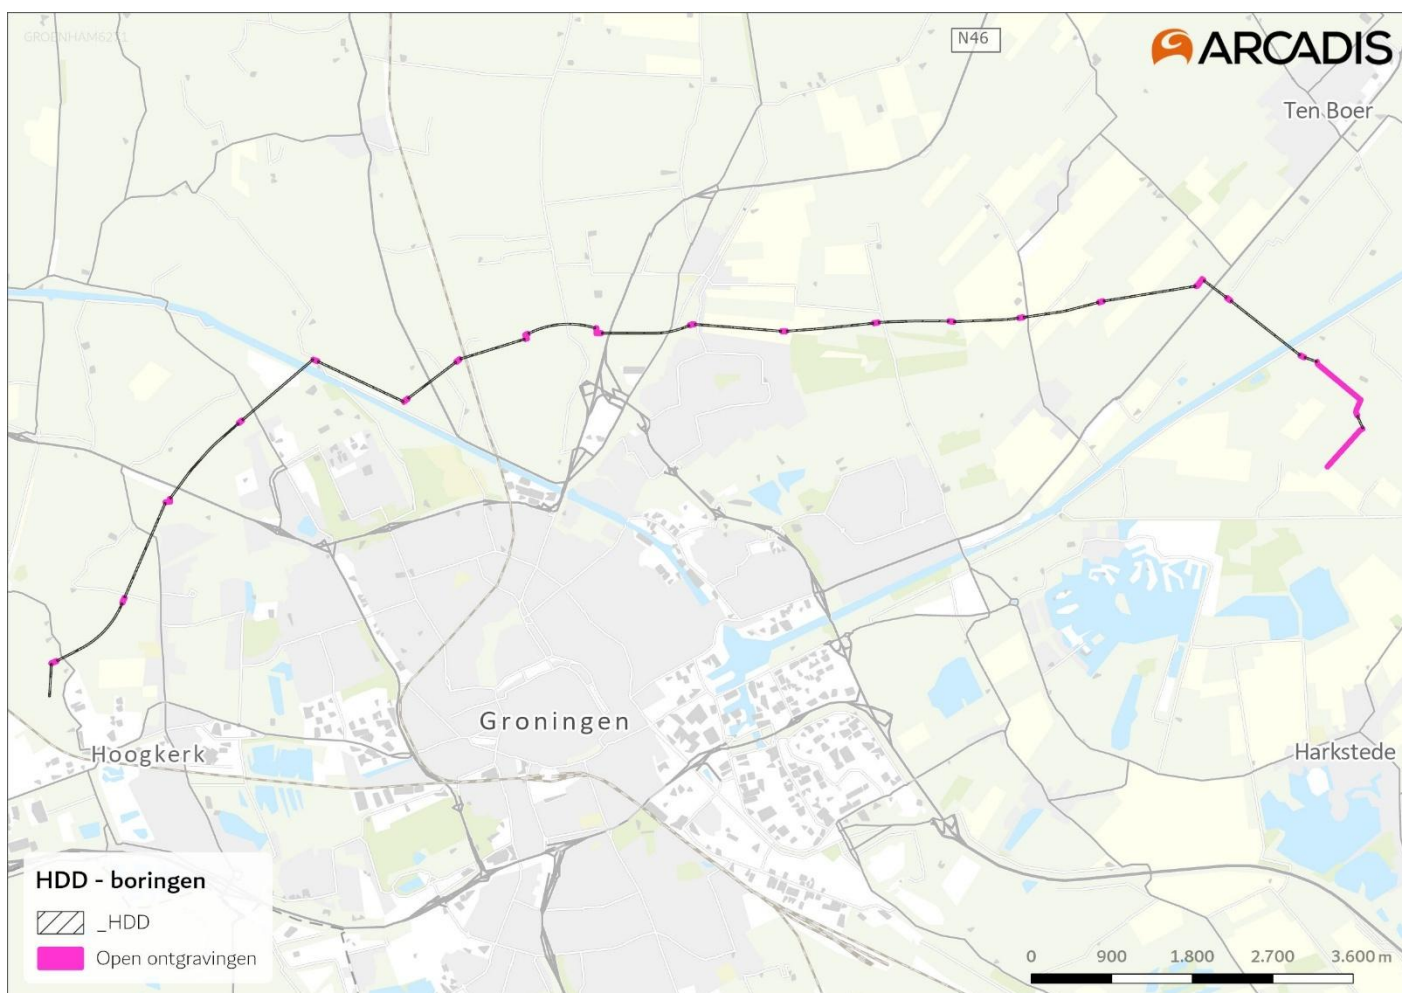 GROENHAM6271
N46
ARCADIS
Ten Boer
Groningen
Hoogkerk
Harkstede
HDD - boringen
_HDD
Open ontgravingen
0 900 1.800 2.700 3.600 m